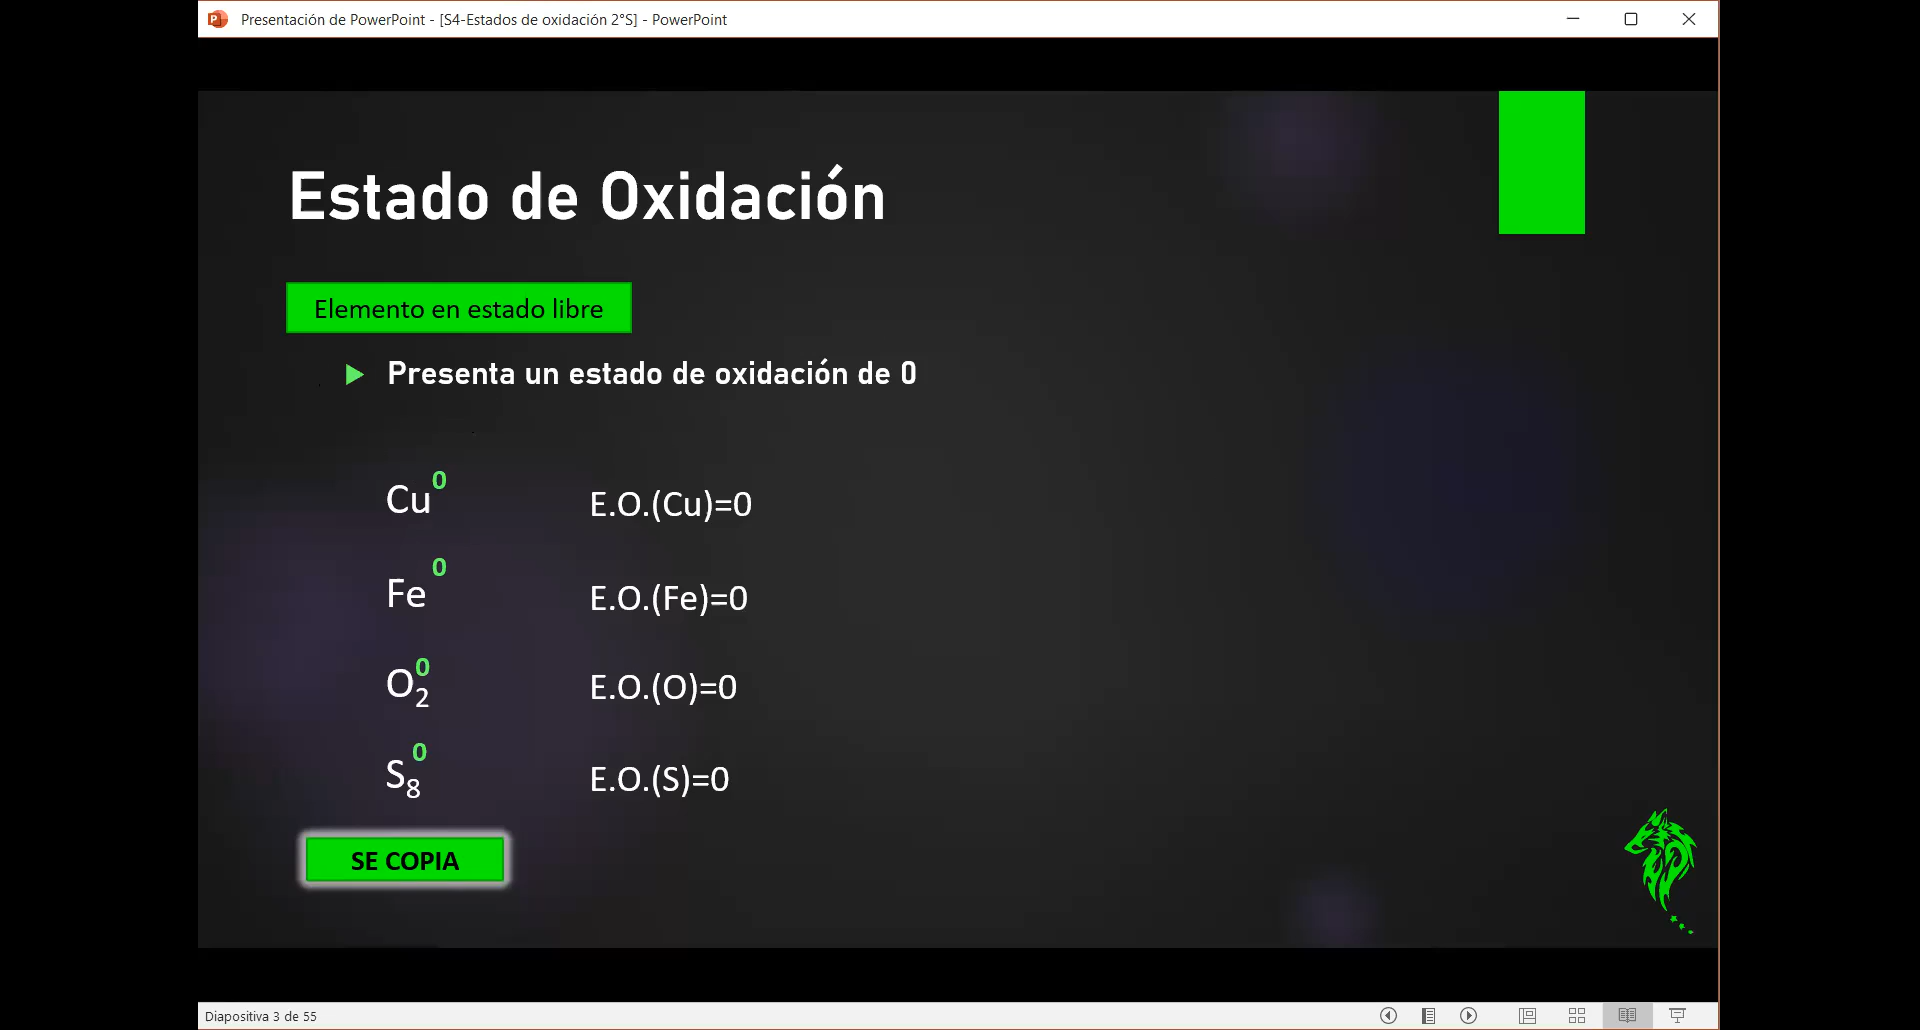 Presentación de PowerPoint - [S4-Estados de oxidación 2°S] - PowerPoint
Estado de Oxidación
Elemento en estado libre
Presenta un estado de oxidación de 0
Cu⁰ E.O.(Cu)=0
Fe⁰ E.O.(Fe)=0
O₂⁰ E.O.(O)=0
S₈⁰ E.O.(S)=0
SE COPIA
Diapositiva 3 de 55